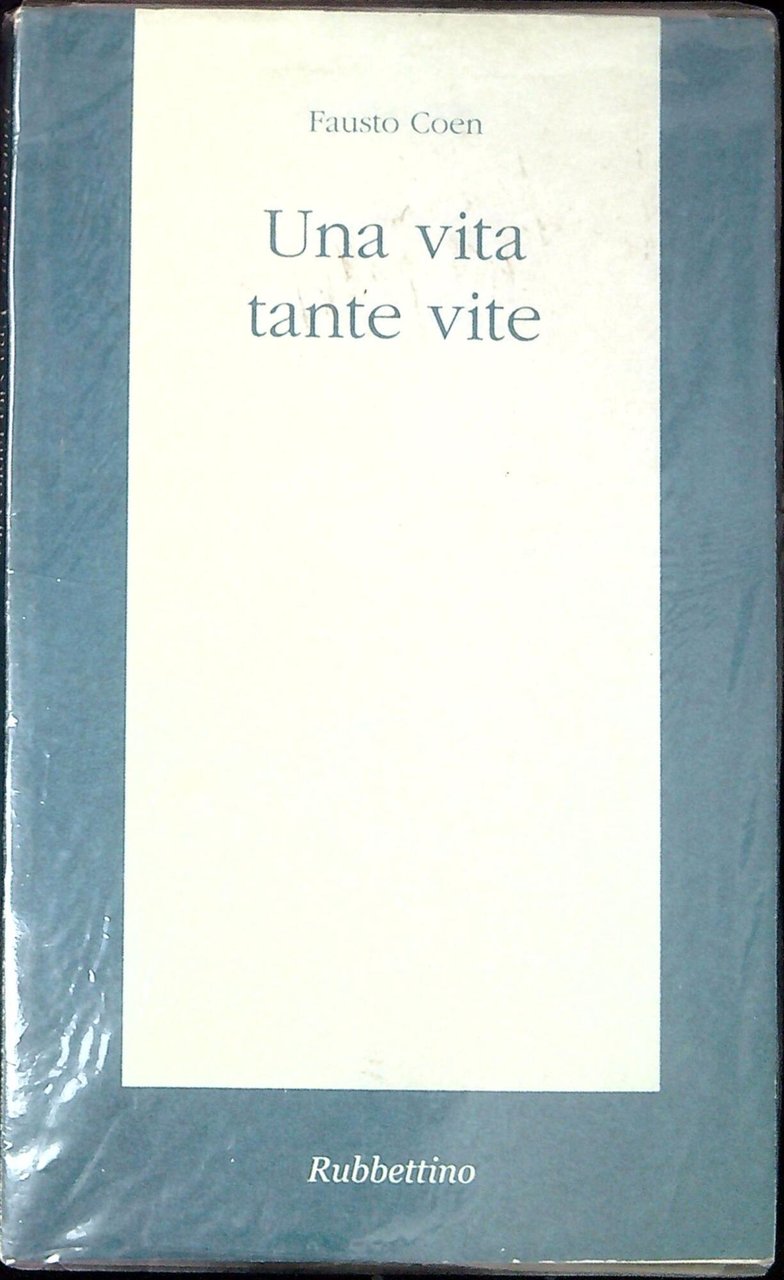 Fausto Coen
Una vita
tante vite
Rubbettino